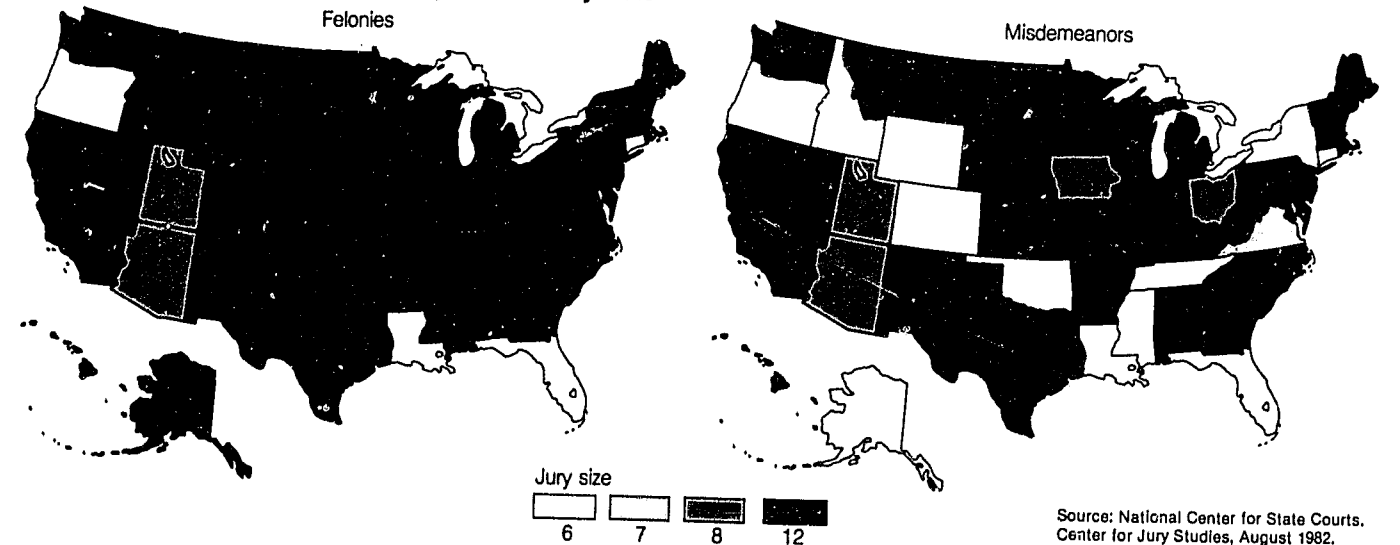 Felonies
Misdemeanors
Jury size
6 7 8 12
Source: National Center for State Courts.
Center for Jury Studies, August 1982.